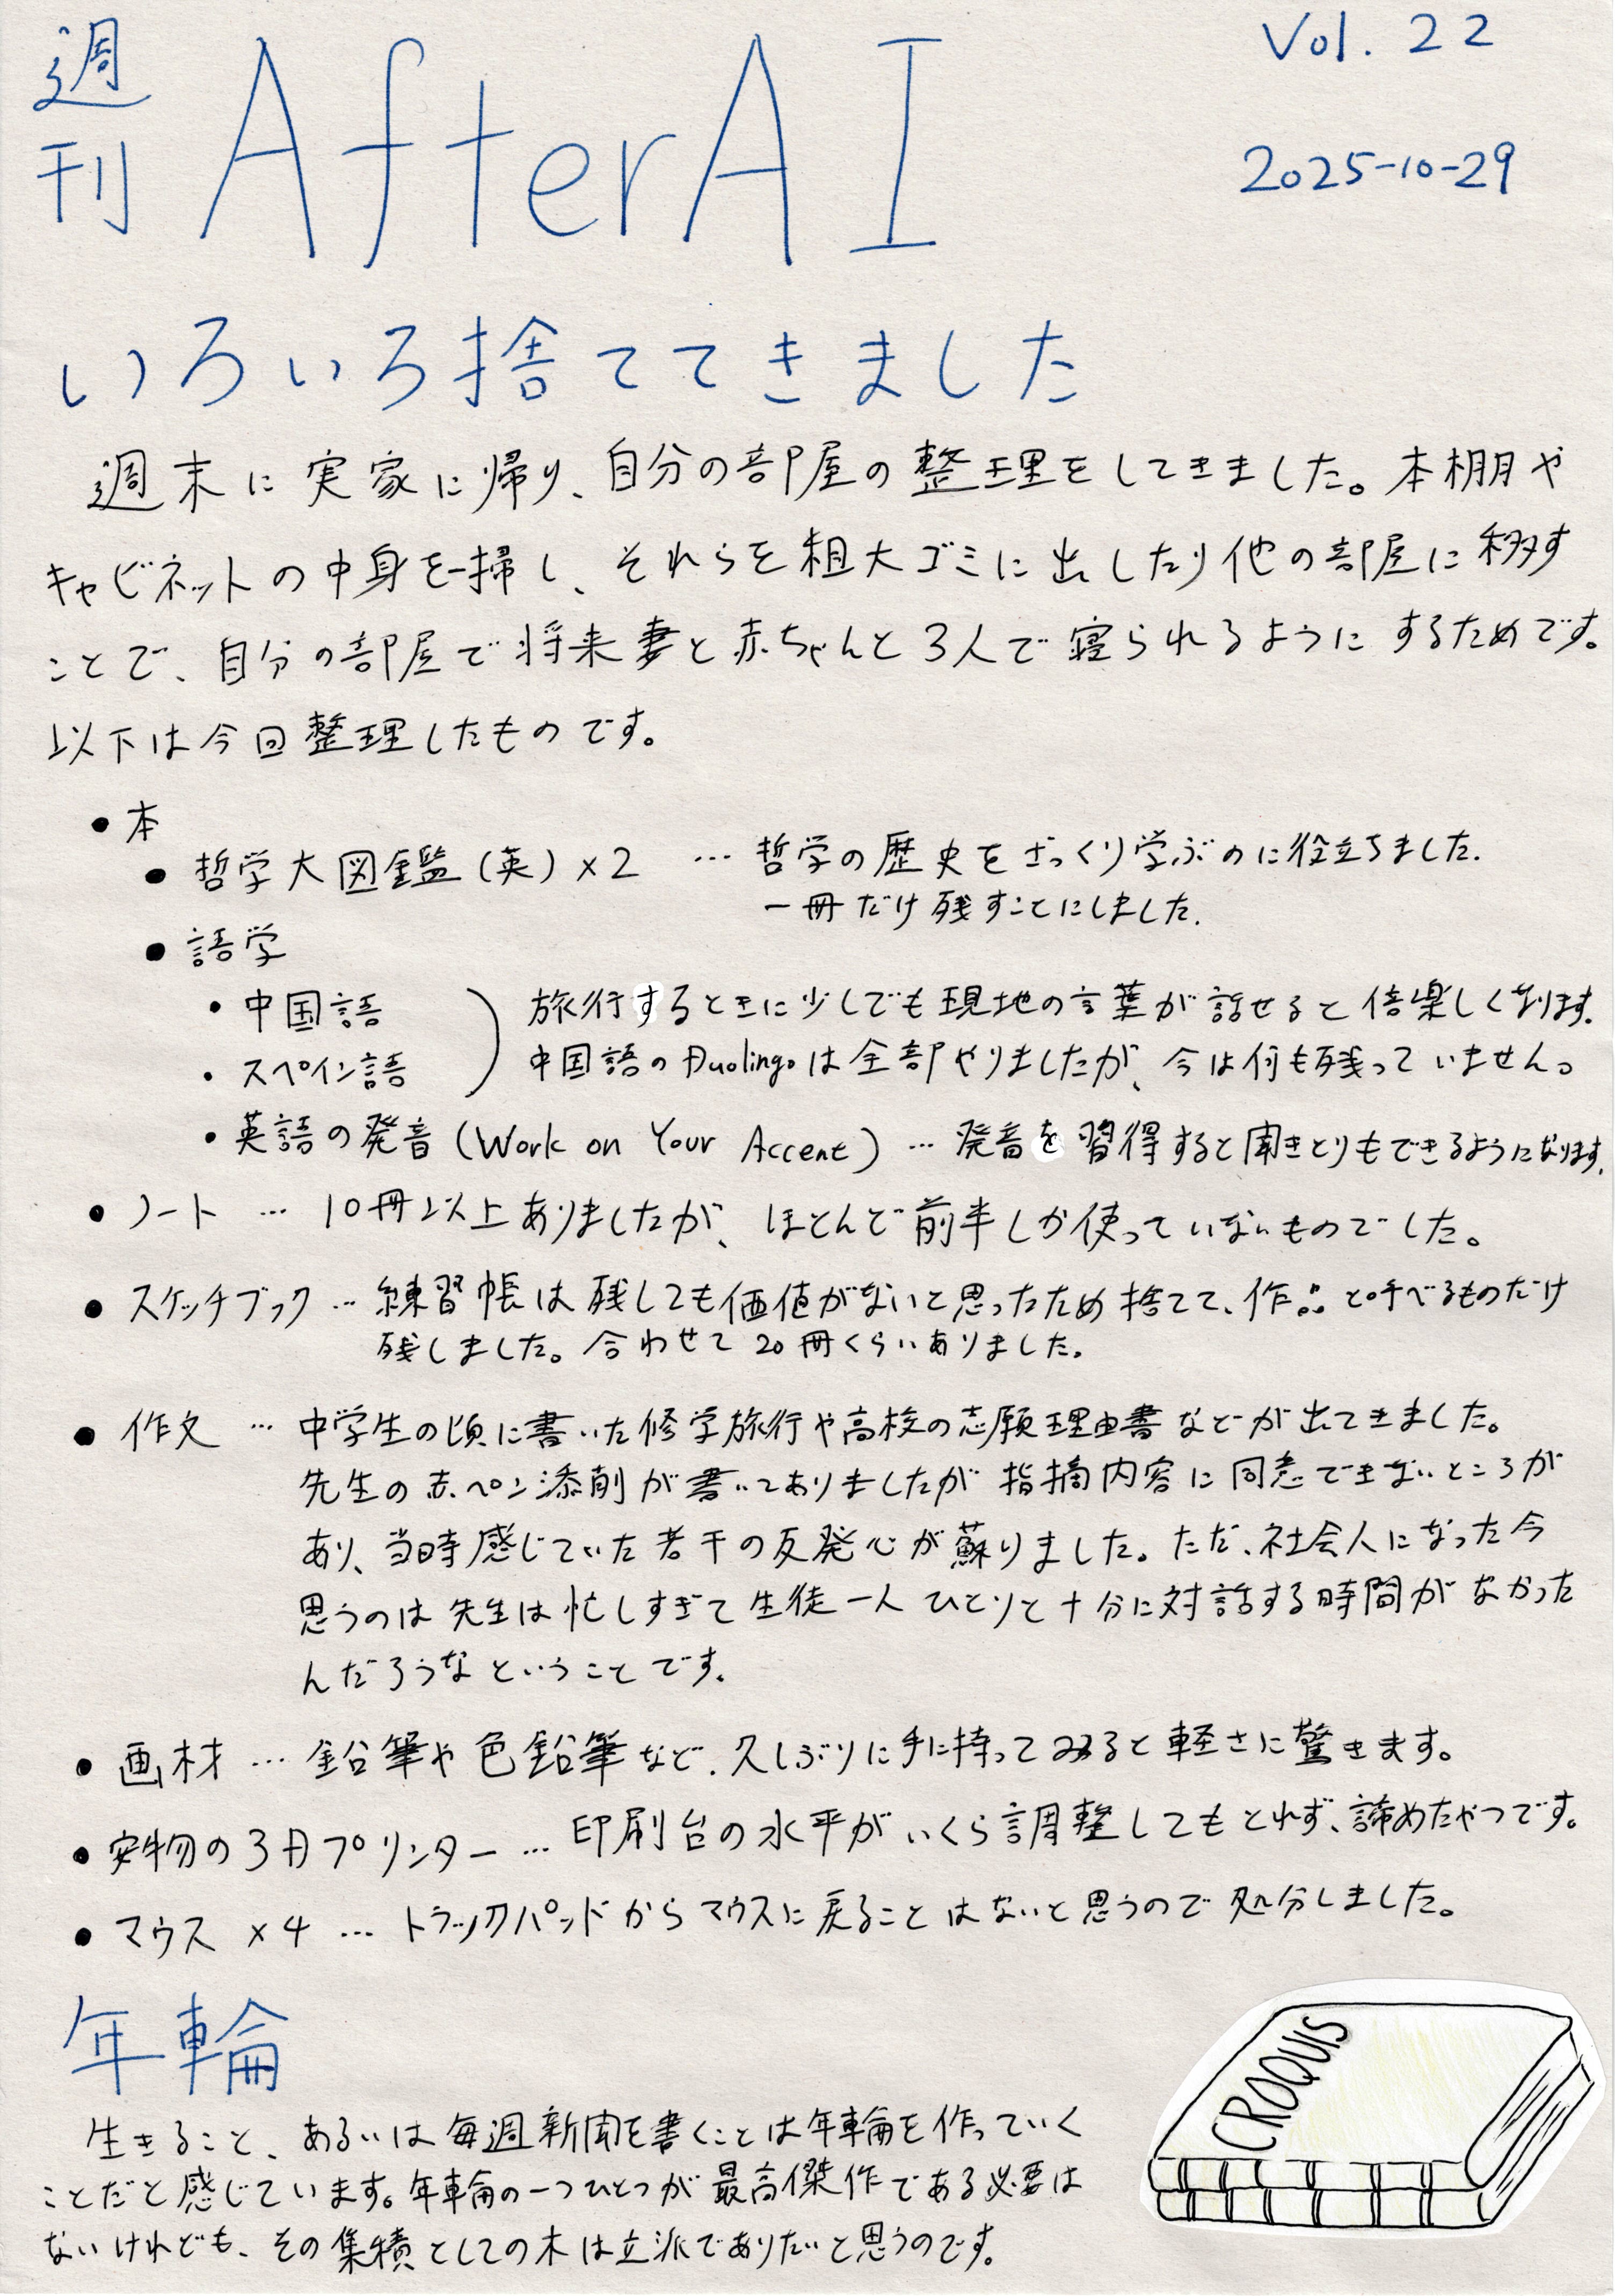 週刊 AfterAI
Vol. 22
2025-10-29
いろいろ捨ててきました
週末に実家に帰り、自分の部屋の整理をしてきました。本棚や
キャビネットの中身を一掃し、それらを粗大ゴミに出したり他の部屋に移す
ことで、自分の部屋で将来妻と赤ちゃんと3人で寝られるようにするためです。
以下は今回整理したものです。
• 本
• 哲学大図鑑(英)×2 … 哲学の歴史をざっくり学ぶのに役立ちました.
一冊だけ残すことにしました.
• 語学
• 中国語
• スペイン語
旅行するときに少しでも現地の言葉が話せると倍楽しくなります.
中国語のDuolingoは全部やりましたが、今は何も残っていません。
• 英語の発音(Work on Your Accent) … 発音を習得すると聞きとりもできるようになります.
• ノート … 10冊以上ありましたが、ほとんど前半しか使っていないものでした。
• スケッチブック … 練習帳は残しても価値がないと思ったため捨てて、作品と呼べるものだけ
残しました。合わせて20冊くらいありました.
• 作文 … 中学生の頃に書いた修学旅行や高校の志願理由書などが出てきました。
先生の赤ペン添削が書いてありましたが指摘内容に同意できないところが
あり、当時感じていた若干の反発心が蘇りました。ただ、社会人になった今
思うのは先生は忙しすぎて生徒一人ひとりと十分に対話する時間がなかった
んだろうなということです.
• 画材 … 鉛筆や色鉛筆など、久しぶりに手に持ってみると軽さに驚きます。
• 安物の3Dプリンター … 印刷台の水平がいくら調整してもとれず、諦めたやつです。
• マウス ×4 … トラックパッドからマウスに戻ることはないと思うので処分しました。
年輪
生きること、あるいは毎週新聞を書くことは年輪を作っていく
ことだと感じています。年輪の一つひとつが最高傑作である必要は
ないけれども、その集積としての木は立派でありたいと思うのです。
CROQUIS